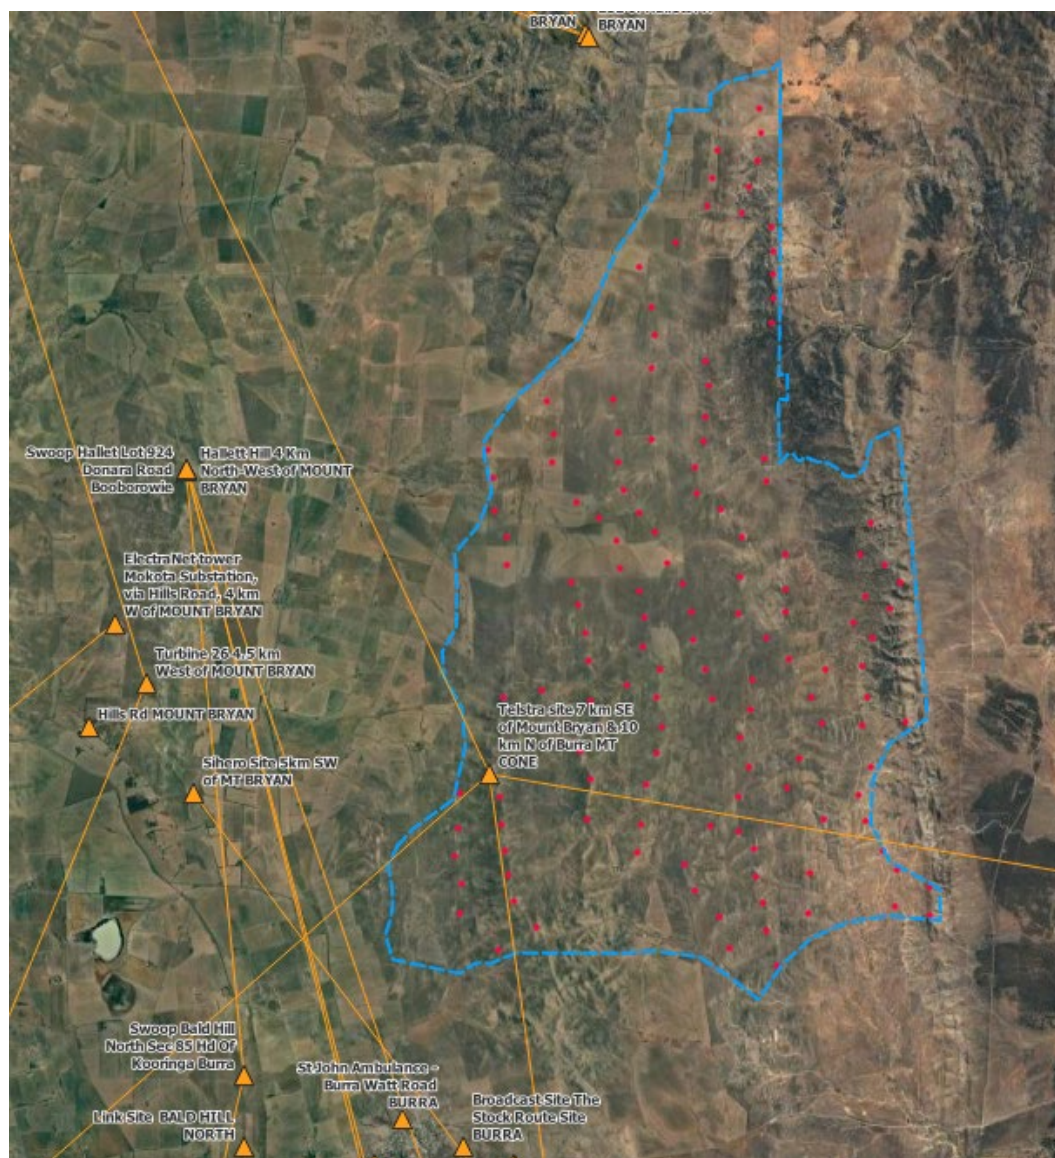 BRYAN
BRYAN
Swoop Hallet Lot 924
Donara Road
Booborowie
Hallett Hill 4 Km
North-West of MOUNT
BRYAN
ElectraNet tower
Mokota Substation,
via Hills Road, 4 km
W of MOUNT BRYAN
Turbine 26 4.5 km
West of MOUNT BRYAN
Hills Rd MOUNT BRYAN
Telstra site 7 km SE
of Mount Bryan & 10
km N of Burra MT
CONE
Sihero Site 5km SW
of MT BRYAN
Swoop Bald Hill
North Sec 85 Hd Of
Kooringa Burra
St John Ambulance -
Burra Watt Road
BURRA
Broadcast Site The
Stock Route Site
BURRA
Link Site BALD HILL
NORTH